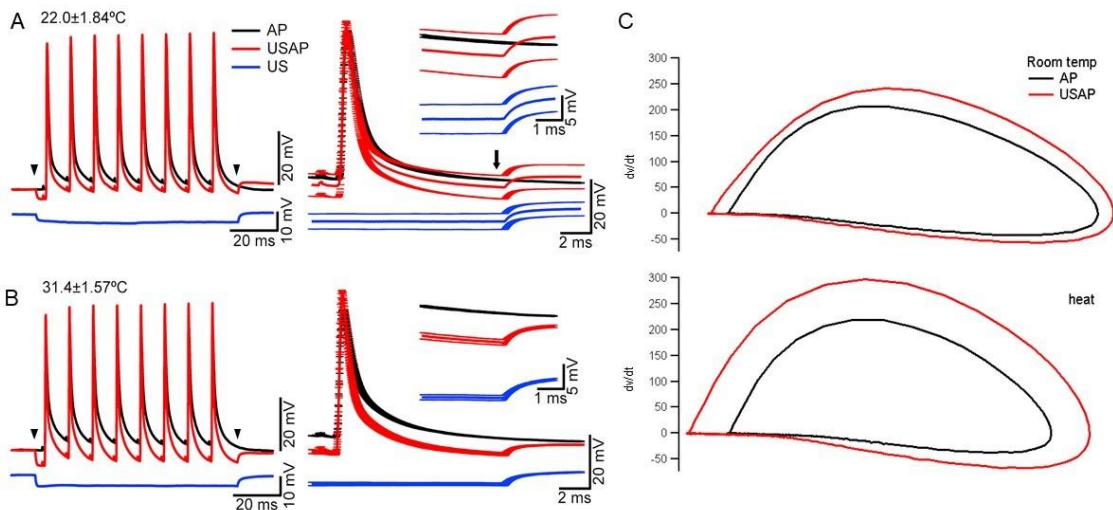 A
22.0±1.84ºC
AP
USAP
US
20 mV
10 mV
20 ms
1 ms
5 mV
20 mV
2 ms
B
31.4±1.57ºC
20 mV
10 mV
20 ms
1 ms
5 mV
20 mV
2 ms
C
Room temp
AP
USAP
300
250
200
150
100
50
0
-50
dv/dt
heat
300
250
200
150
100
50
0
-50
dv/dt